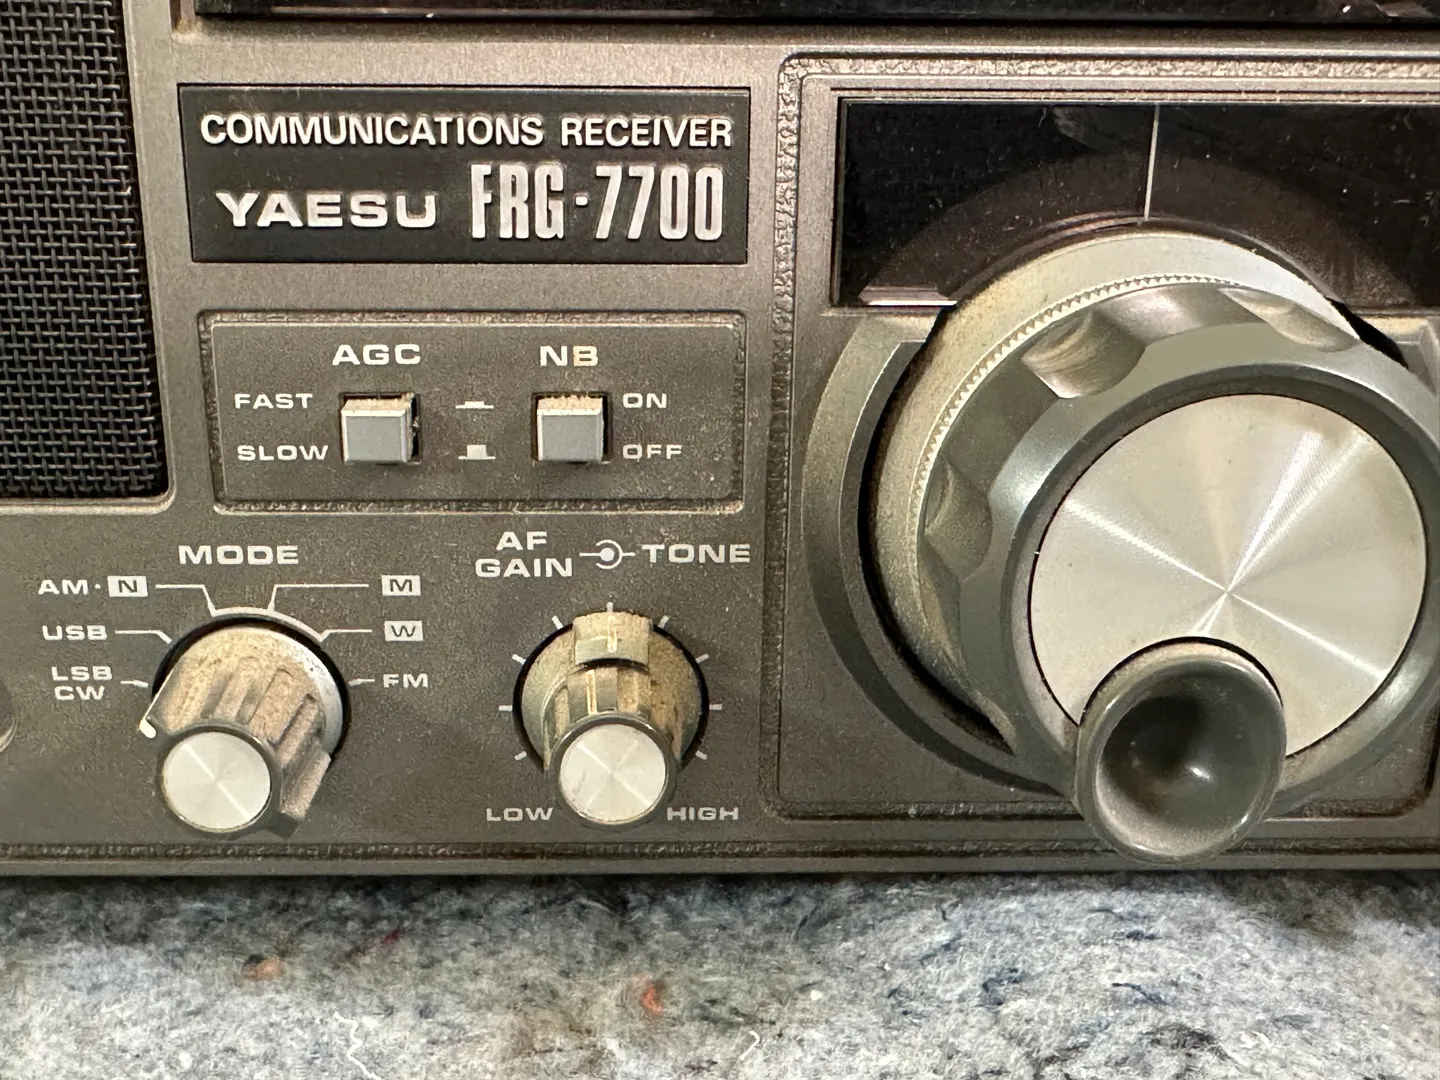 COMMUNICATIONS RECEIVER
YAESU FRG-7700
AGC NB
FAST ON
SLOW OFF
MODE
AF GAIN TONE
AM·N M
USB W
LSB CW FM
LOW HIGH